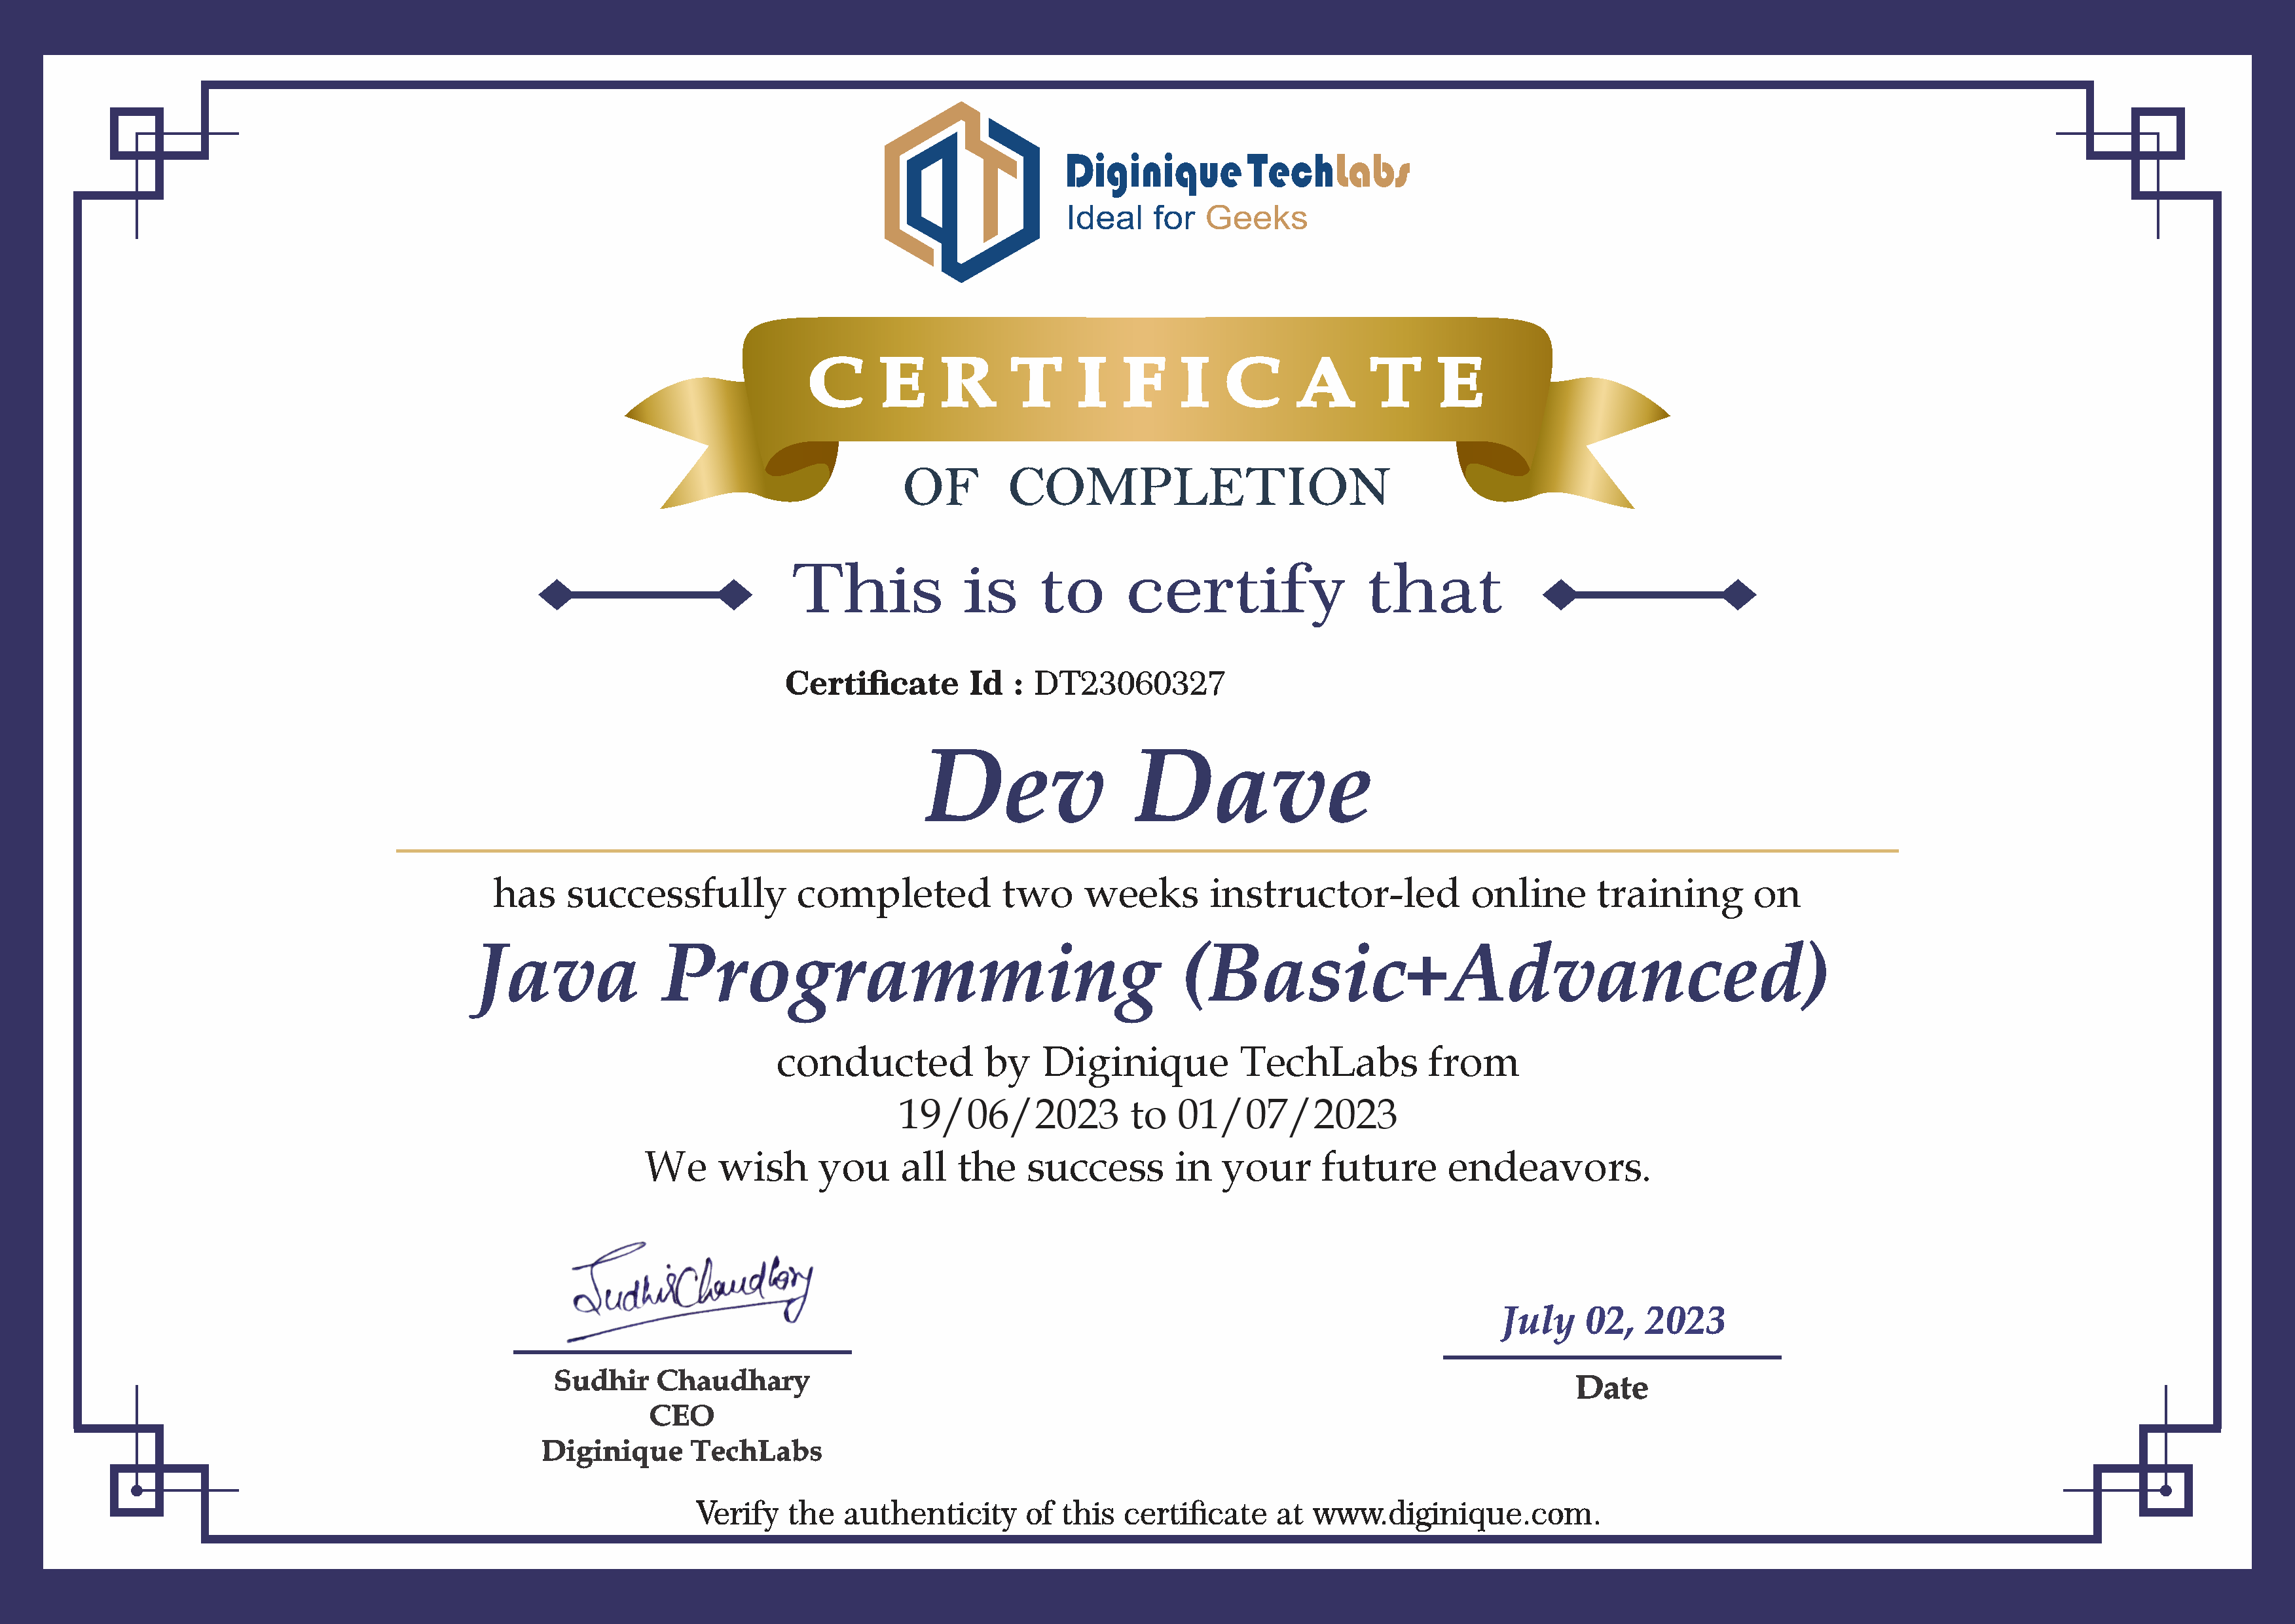 Diginique TechLabs
Ideal for Geeks
CERTIFICATE
OF COMPLETION
This is to certify that
Certificate Id : DT23060327
Dev Dave
has successfully completed two weeks instructor-led online training on
Java Programming (Basic+Advanced)
conducted by Diginique TechLabs from
19/06/2023 to 01/07/2023
We wish you all the success in your future endeavors.
Sudhir Chaudhary
July 02, 2023
Sudhir Chaudhary
Date
CEO
Diginique TechLabs
Verify the authenticity of this certificate at www.diginique.com.